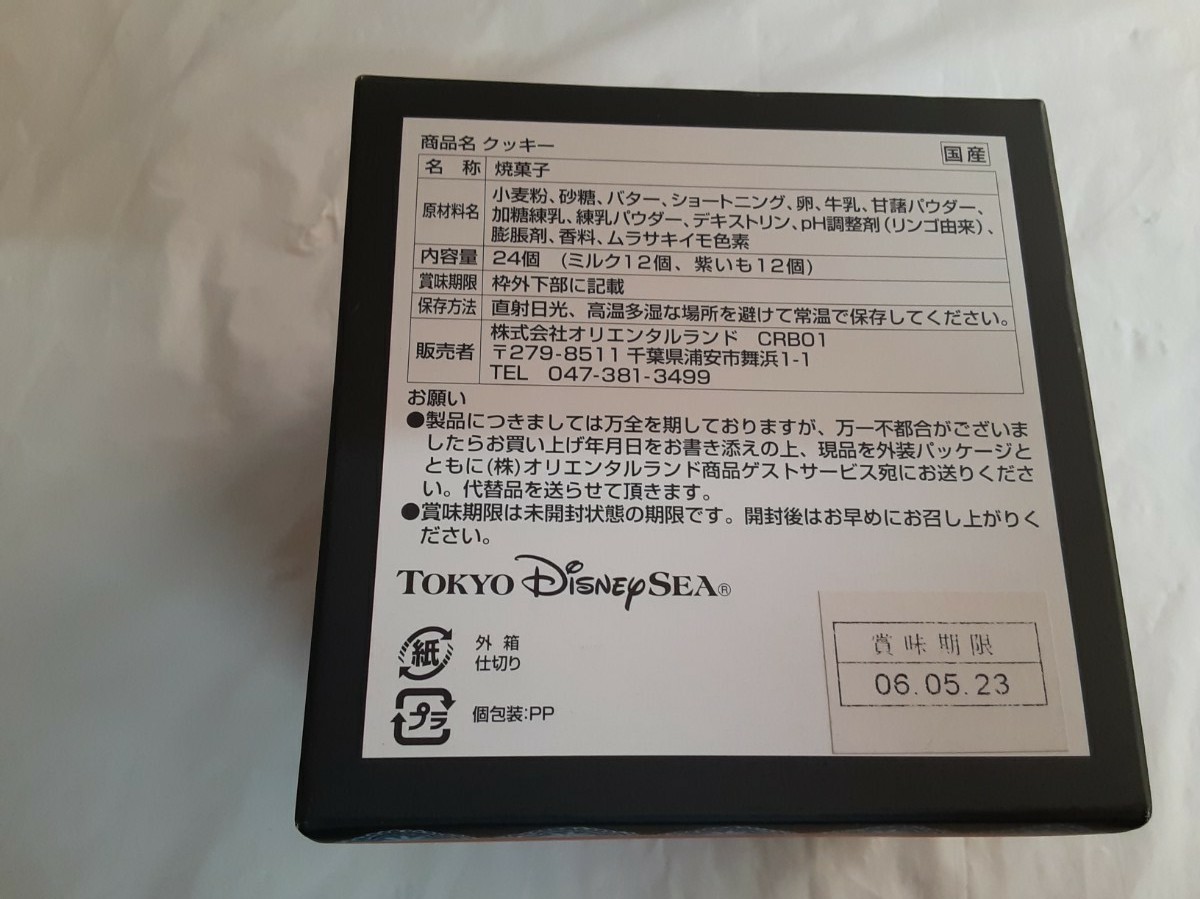 商品名 クッキー
国産
名 称 焼菓子
原材料名 小麦粉、砂糖、バター、ショートニング、卵、牛乳、甘藷パウダー、
加糖練乳、練乳パウダー、デキストリン、pH調整剤(リンゴ由来)、
膨脹剤、香料、ムラサキイモ色素
内容量 24個 (ミルク12個、紫いも12個)
賞味期限 枠外下部に記載
保存方法 直射日光、高温多湿な場所を避けて常温で保存してください。
販売者 株式会社オリエンタルランド CRB01
〒279-8511 千葉県浦安市舞浜1-1
TEL 047-381-3499
お願い
●製品につきましては万全を期しておりますが、万一不都合がございま
したらお買い上げ年月日をお書き添えの上、現品を外装パッケージと
ともに(株)オリエンタルランド商品ゲストサービス宛にお送りくださ
い。代替品を送らせて頂きます。
●賞味期限は未開封状態の期限です。開封後はお早めにお召し上がりく
ださい。
TOKYO DISNEY SEA®
紙 外 箱
仕切り
プラ 個包装:PP
賞味期限
06.05.23